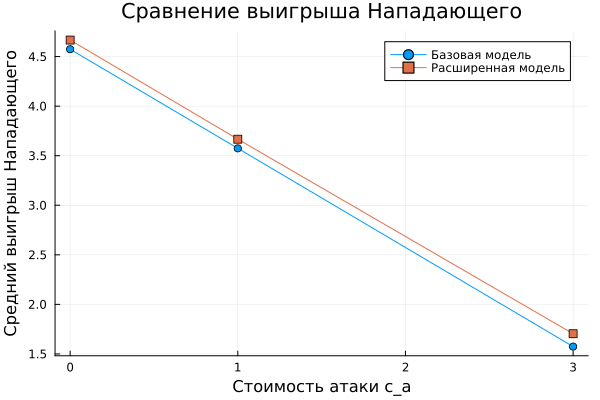 Сравнение выигрыша Нападающего
Базовая модель
Расширенная модель
Средний выигрыш Нападающего
4.5
4.0
3.5
3.0
2.5
2.0
1.5
0
1
2
3
Стоимость атаки c_a